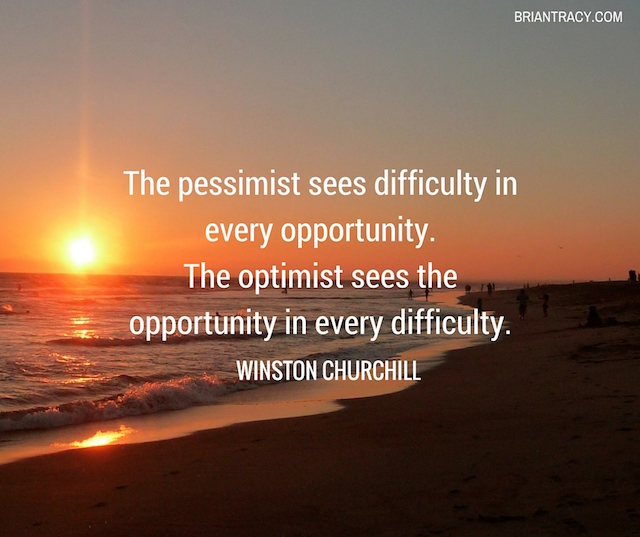 BRIANTRACY.COM
The pessimist sees difficulty in
every opportunity.
The optimist sees the
opportunity in every difficulty.
WINSTON CHURCHILL